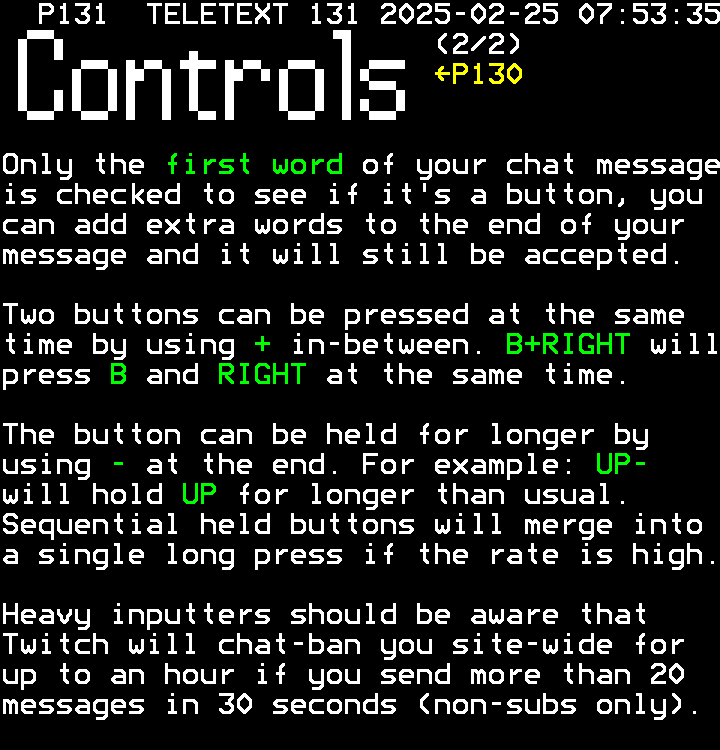 P131  TELETEXT 131 2025-02-25 07:53:35
Controls
(2/2)
←P130
Only the first word of your chat message
is checked to see if it's a button, you
can add extra words to the end of your
message and it will still be accepted.
Two buttons can be pressed at the same
time by using + in-between. B+RIGHT will
press B and RIGHT at the same time.
The button can be held for longer by
using - at the end. For example: UP-
will hold UP for longer than usual.
Sequential held buttons will merge into
a single long press if the rate is high.
Heavy inputters should be aware that
Twitch will chat-ban you site-wide for
up to an hour if you send more than 20
messages in 30 seconds (non-subs only).